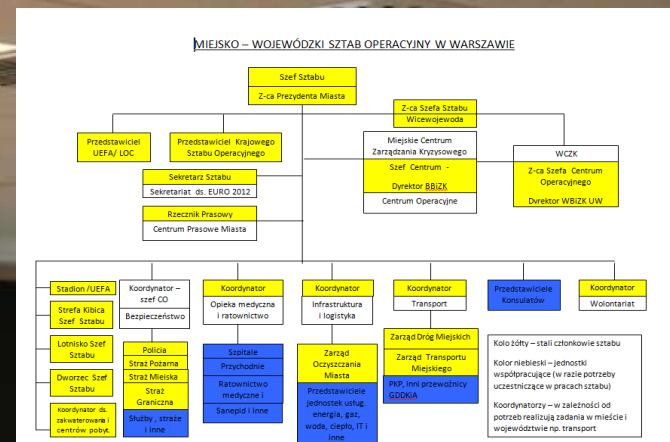 MIEJSKO – WOJEWÓDZKI SZTAB OPERACYJNY W WARSZAWIE
Szef Sztabu
Z-ca Prezydenta Miasta
Z-ca Szefa Sztabu
Wicewojewoda
Przedstawiciel
UEFA/ LOC
Przedstawiciel Krajowego
Sztabu Operacyjnego
Miejskie Centrum
Zarządzania Kryzysowego
Szef Centrum -
Dyrektor BBiZK
Centrum Operacyjne
WCZK
Z-ca Szefa Centrum
Operacyjnego
Dyrektor WBiZK UW
Sekretarz Sztabu
Sekretariat ds. EURO 2012
Rzecznik Prasowy
Centrum Prasowe Miasta
Stadion /UEFA
Strefa Kibica
Szef Sztabu
Lotnisko Szef
Sztabu
Dworzec Szef
Sztabu
Koordynator ds.
zakwaterowania i
centrów pobyt.
Koordynator –
szef CO
Bezpieczeństwo
Policja
Straż Pożarna
Straż Miejska
Straż
Graniczna
Służby , straże
i inne
Koordynator
Opieka medyczna
i ratownictwo
Szpitale
Przychodnie
Ratownictwo
medyczne i
Sanepid i inne
Koordynator
Infrastruktura
i logistyka
Zarząd
Oczyszczania
Miasta
Przedstawiciele
jednostek usług.
energia, gaz,
woda, ciepło, IT i
inne
Koordynator
Transport
Zarząd Dróg Miejskich
Zarząd Transportu
Miejskiego
PKP, inni przewoźnicy
GDDKiA
Przedstawiciele
Konsulatów
Koordynator
Wolontariat
Kolo żółty – stali członkowie sztabu
Kolor niebieski – jednostki
współpracujące (w razie potrzeby
uczestniczące w pracach sztabu)
Koordynatorzy – w zależności od
potrzeb realizują zadania w mieście i
województwie np. transport